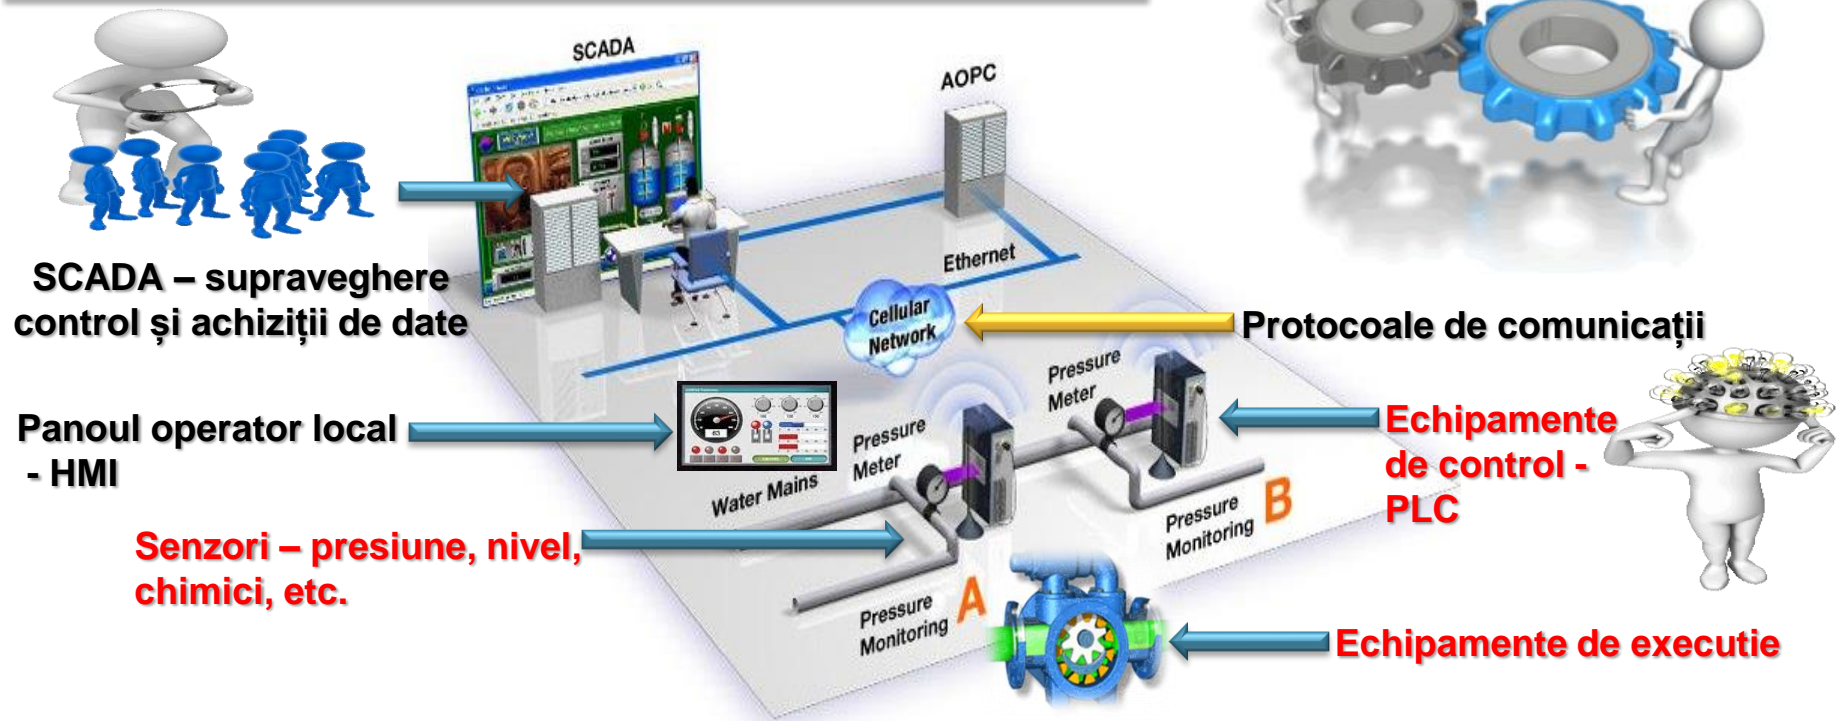 SCADA
AOPC
SCADA – supraveghere
control și achiziții de date
Ethernet
Cellular
Network
Protocoale de comunicații
Pressure
Meter
Panoul operator local
- HMI
Pressure
Meter
Echipamente
de control -
PLC
Water Mains
Pressure
Monitoring
B
Senzori – presiune, nivel,
chimici, etc.
Pressure
Monitoring
A
Echipamente de executie